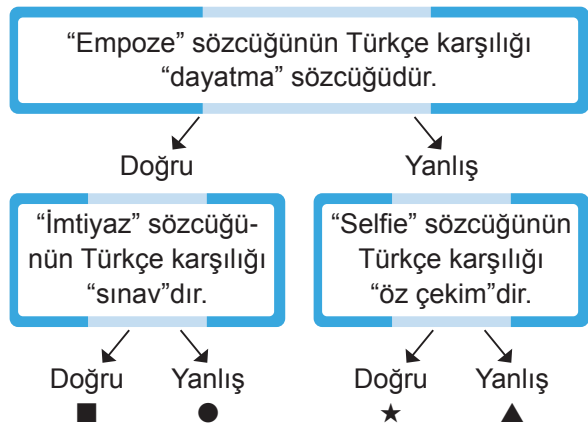 “Empoze” sözcüğünün Türkçe karşılığı
“dayatma” sözcüğüdür.
Doğru
Yanlış
“İmtiyaz” sözcüğü-
nün Türkçe karşılığı
“sınav”dır.
“Selfie” sözcüğünün
Türkçe karşılığı
“öz çekim”dir.
Doğru
Yanlış
Doğru
Yanlış